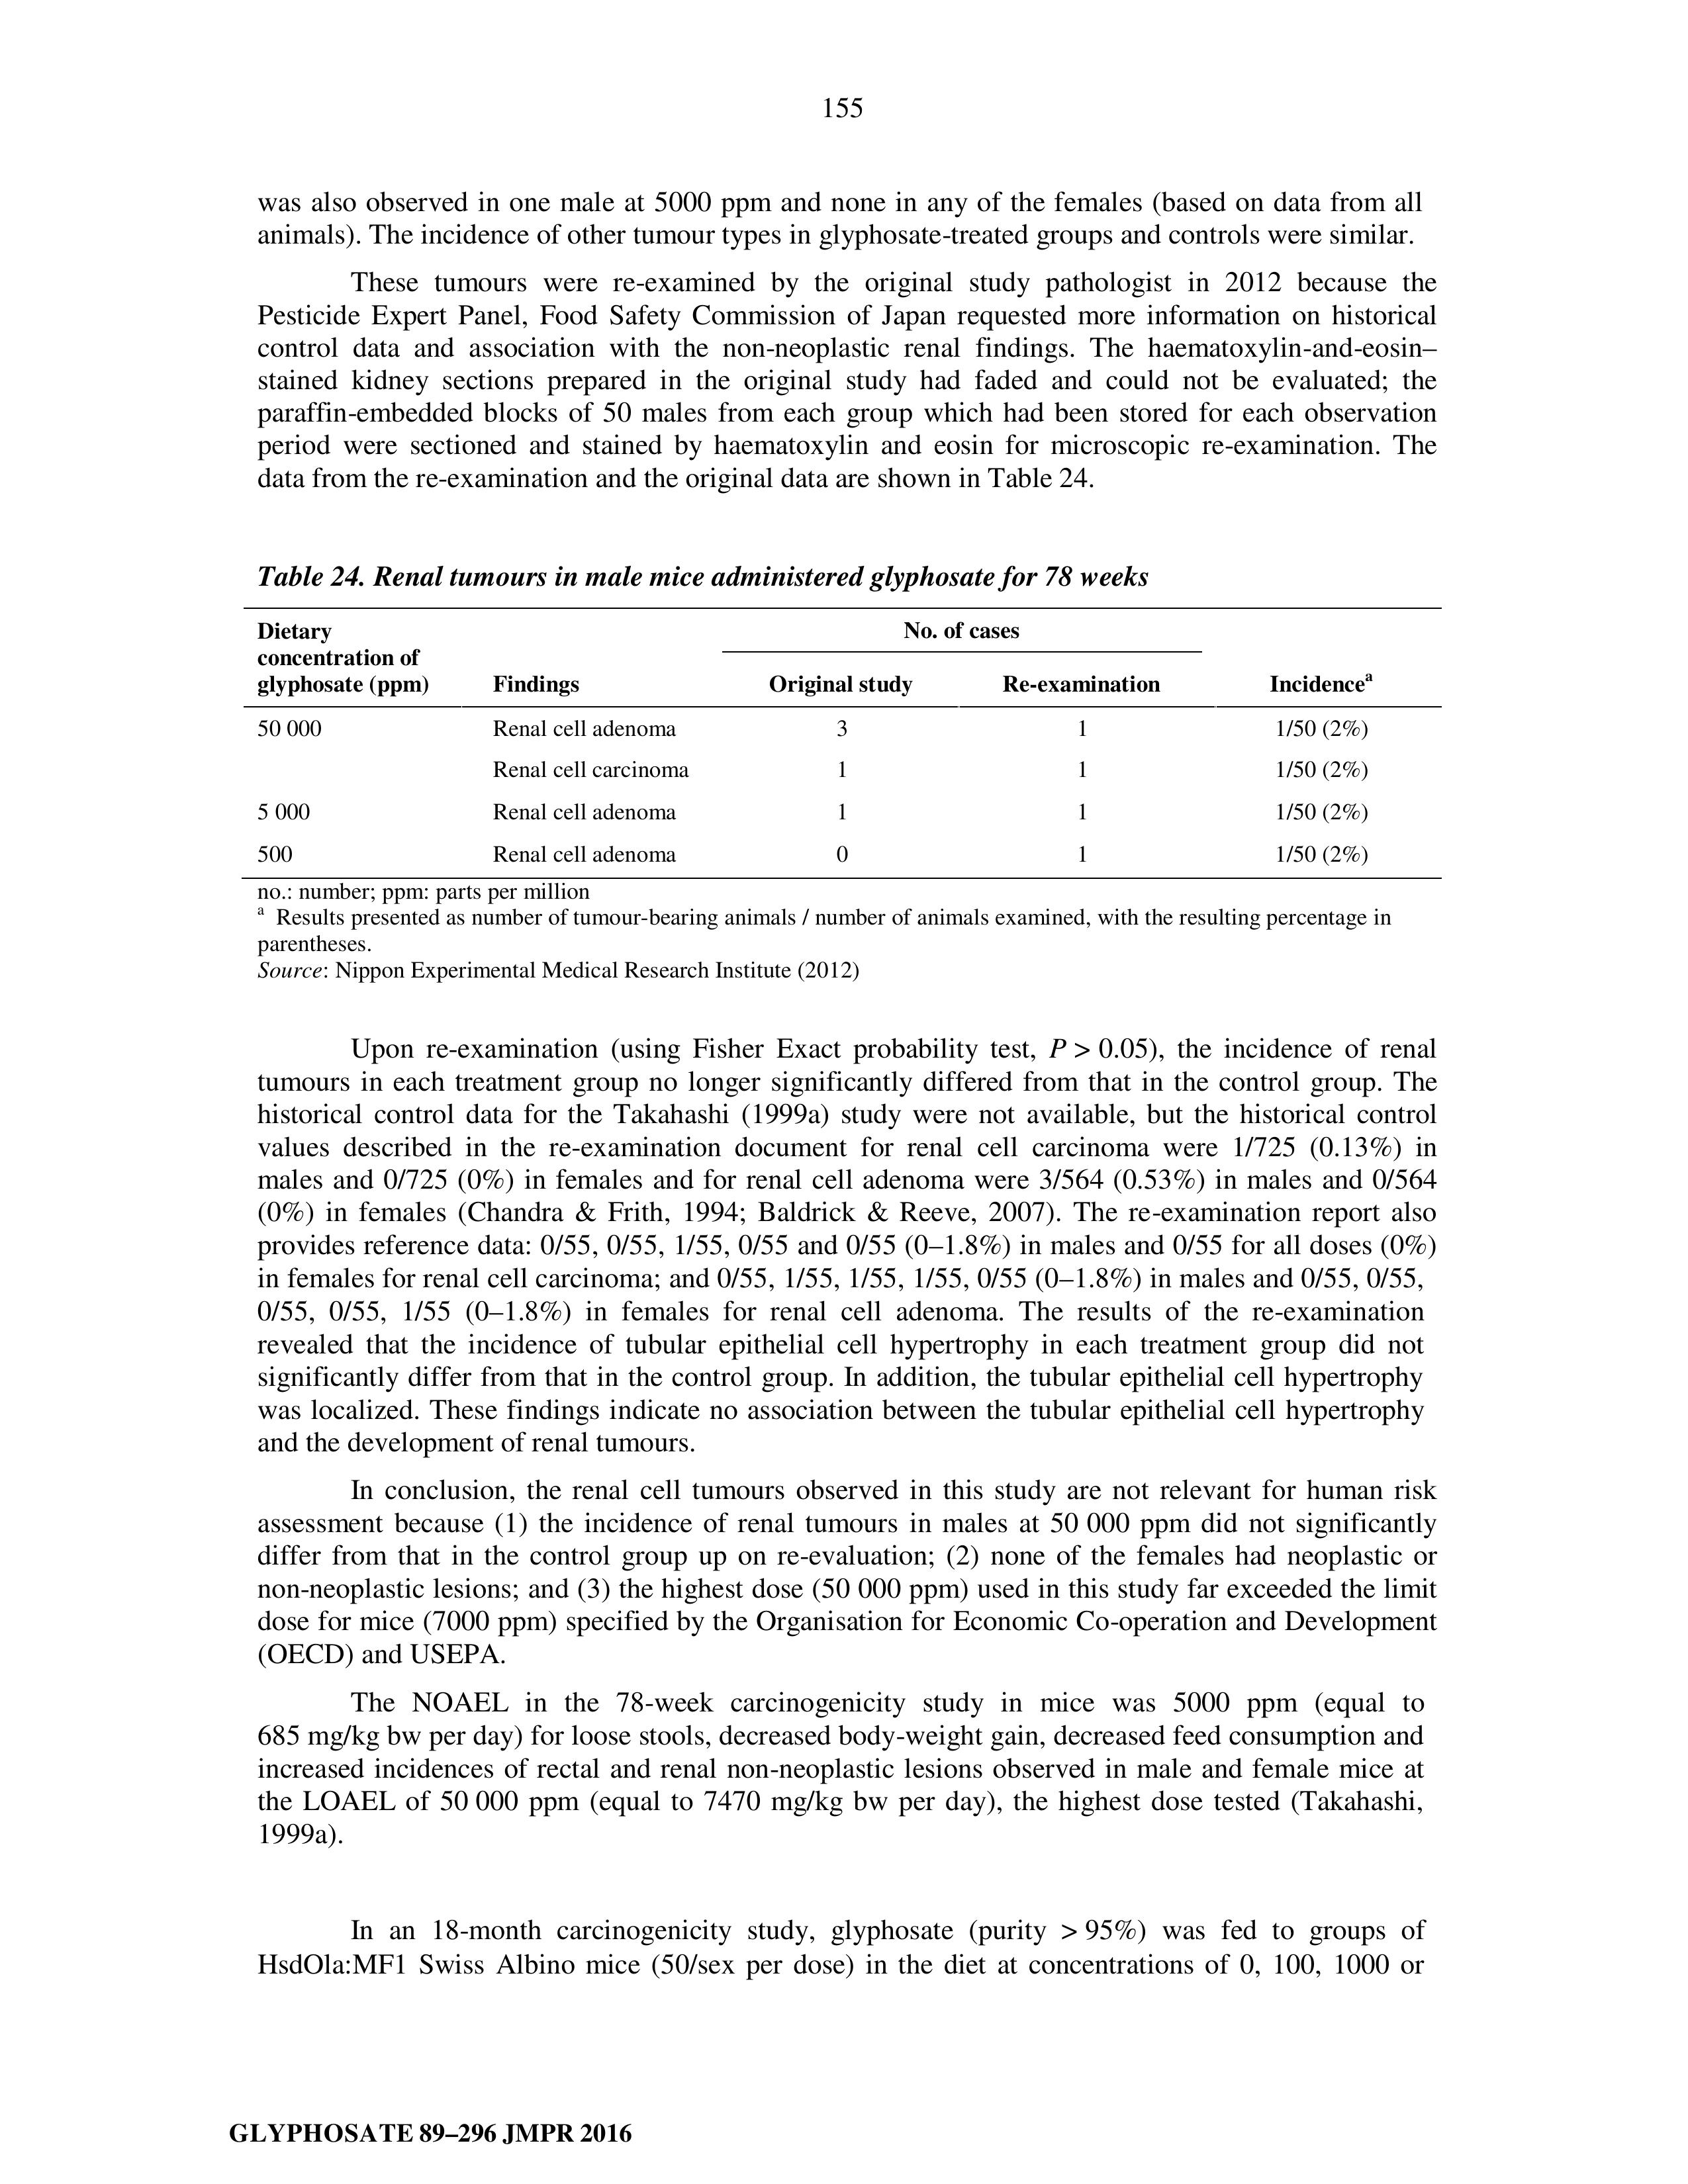 155
was also observed in one male at 5000 ppm and none in any of the females (based on data from all
animals). The incidence of other tumour types in glyphosate-treated groups and controls were similar.
These tumours were re-examined by the original study pathologist in 2012 because the
Pesticide Expert Panel, Food Safety Commission of Japan requested more information on historical
control data and association with the non-neoplastic renal findings. The haematoxylin-and-eosin–
stained kidney sections prepared in the original study had faded and could not be evaluated; the
paraffin-embedded blocks of 50 males from each group which had been stored for each observation
period were sectioned and stained by haematoxylin and eosin for microscopic re-examination. The
data from the re-examination and the original data are shown in Table 24.
Table 24. Renal tumours in male mice administered glyphosate for 78 weeks
Dietary
concentration of
glyphosate (ppm) Findings No. of cases
Original study Re-examination Incidence^a
50 000 Renal cell adenoma 3 1 1/50 (2%)
Renal cell carcinoma 1 1 1/50 (2%)
5 000 Renal cell adenoma 1 1 1/50 (2%)
500 Renal cell adenoma 0 1 1/50 (2%)
no.: number; ppm: parts per million
a Results presented as number of tumour-bearing animals / number of animals examined, with the resulting percentage in
parentheses.
Source: Nippon Experimental Medical Research Institute (2012)
Upon re-examination (using Fisher Exact probability test, P > 0.05), the incidence of renal
tumours in each treatment group no longer significantly differed from that in the control group. The
historical control data for the Takahashi (1999a) study were not available, but the historical control
values described in the re-examination document for renal cell carcinoma were 1/725 (0.13%) in
males and 0/725 (0%) in females and for renal cell adenoma were 3/564 (0.53%) in males and 0/564
(0%) in females (Chandra & Frith, 1994; Baldrick & Reeve, 2007). The re-examination report also
provides reference data: 0/55, 0/55, 1/55, 0/55 and 0/55 (0–1.8%) in males and 0/55 for all doses (0%)
in females for renal cell carcinoma; and 0/55, 1/55, 1/55, 1/55, 0/55 (0–1.8%) in males and 0/55, 0/55,
0/55, 0/55, 1/55 (0–1.8%) in females for renal cell adenoma. The results of the re-examination
revealed that the incidence of tubular epithelial cell hypertrophy in each treatment group did not
significantly differ from that in the control group. In addition, the tubular epithelial cell hypertrophy
was localized. These findings indicate no association between the tubular epithelial cell hypertrophy
and the development of renal tumours.
In conclusion, the renal cell tumours observed in this study are not relevant for human risk
assessment because (1) the incidence of renal tumours in males at 50 000 ppm did not significantly
differ from that in the control group up on re-evaluation; (2) none of the females had neoplastic or
non-neoplastic lesions; and (3) the highest dose (50 000 ppm) used in this study far exceeded the limit
dose for mice (7000 ppm) specified by the Organisation for Economic Co-operation and Development
(OECD) and USEPA.
The NOAEL in the 78-week carcinogenicity study in mice was 5000 ppm (equal to
685 mg/kg bw per day) for loose stools, decreased body-weight gain, decreased feed consumption and
increased incidences of rectal and renal non-neoplastic lesions observed in male and female mice at
the LOAEL of 50 000 ppm (equal to 7470 mg/kg bw per day), the highest dose tested (Takahashi,
1999a).
In an 18-month carcinogenicity study, glyphosate (purity > 95%) was fed to groups of
HsdOla:MF1 Swiss Albino mice (50/sex per dose) in the diet at concentrations of 0, 100, 1000 or
GLYPHOSATE 89–296 JMPR 2016